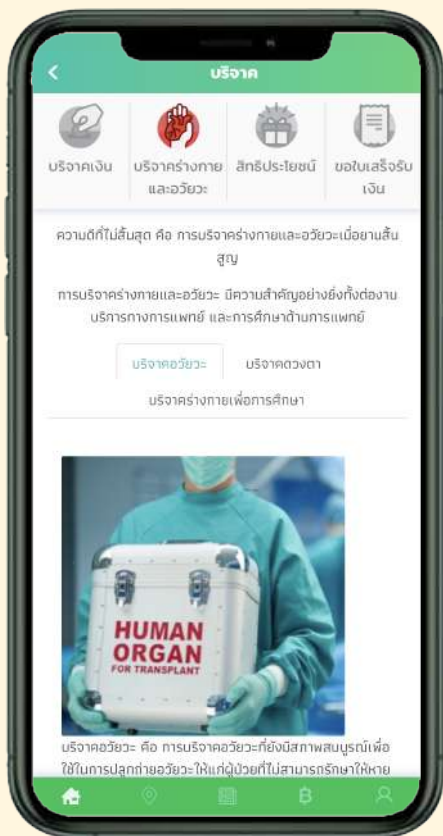 บริจาค
บริจาคเงิน
บริจาคร่างกาย
และอวัยวะ
สิทธิประโยชน์
ขอใบเสร็จรับ
เงิน
ความดีที่ไม่สิ้นสุด คือ การบริจาคร่างกายและอวัยวะเมื่อยามสิ้น
สูญ
การบริจาคร่างกายและอวัยวะ มีความสำคัญอย่างยิ่งทั้งต่องาน
บริการทางการแพทย์ และการศึกษาด้านการแพทย์
บริจาคอวัยวะ
บริจาคดวงตา
บริจาคร่างกายเพื่อการศึกษา
HUMAN
ORGAN
FOR TRANSPLANT
บริจาคอวัยวะ คือ การบริจาคอวัยวะที่ยังมีสภาพสมบูรณ์เพื่อ
ใช้ในการปลูกถ่ายอวัยวะให้แก่ผู้ป่วยที่ไม่สามารถรักษาให้หาย